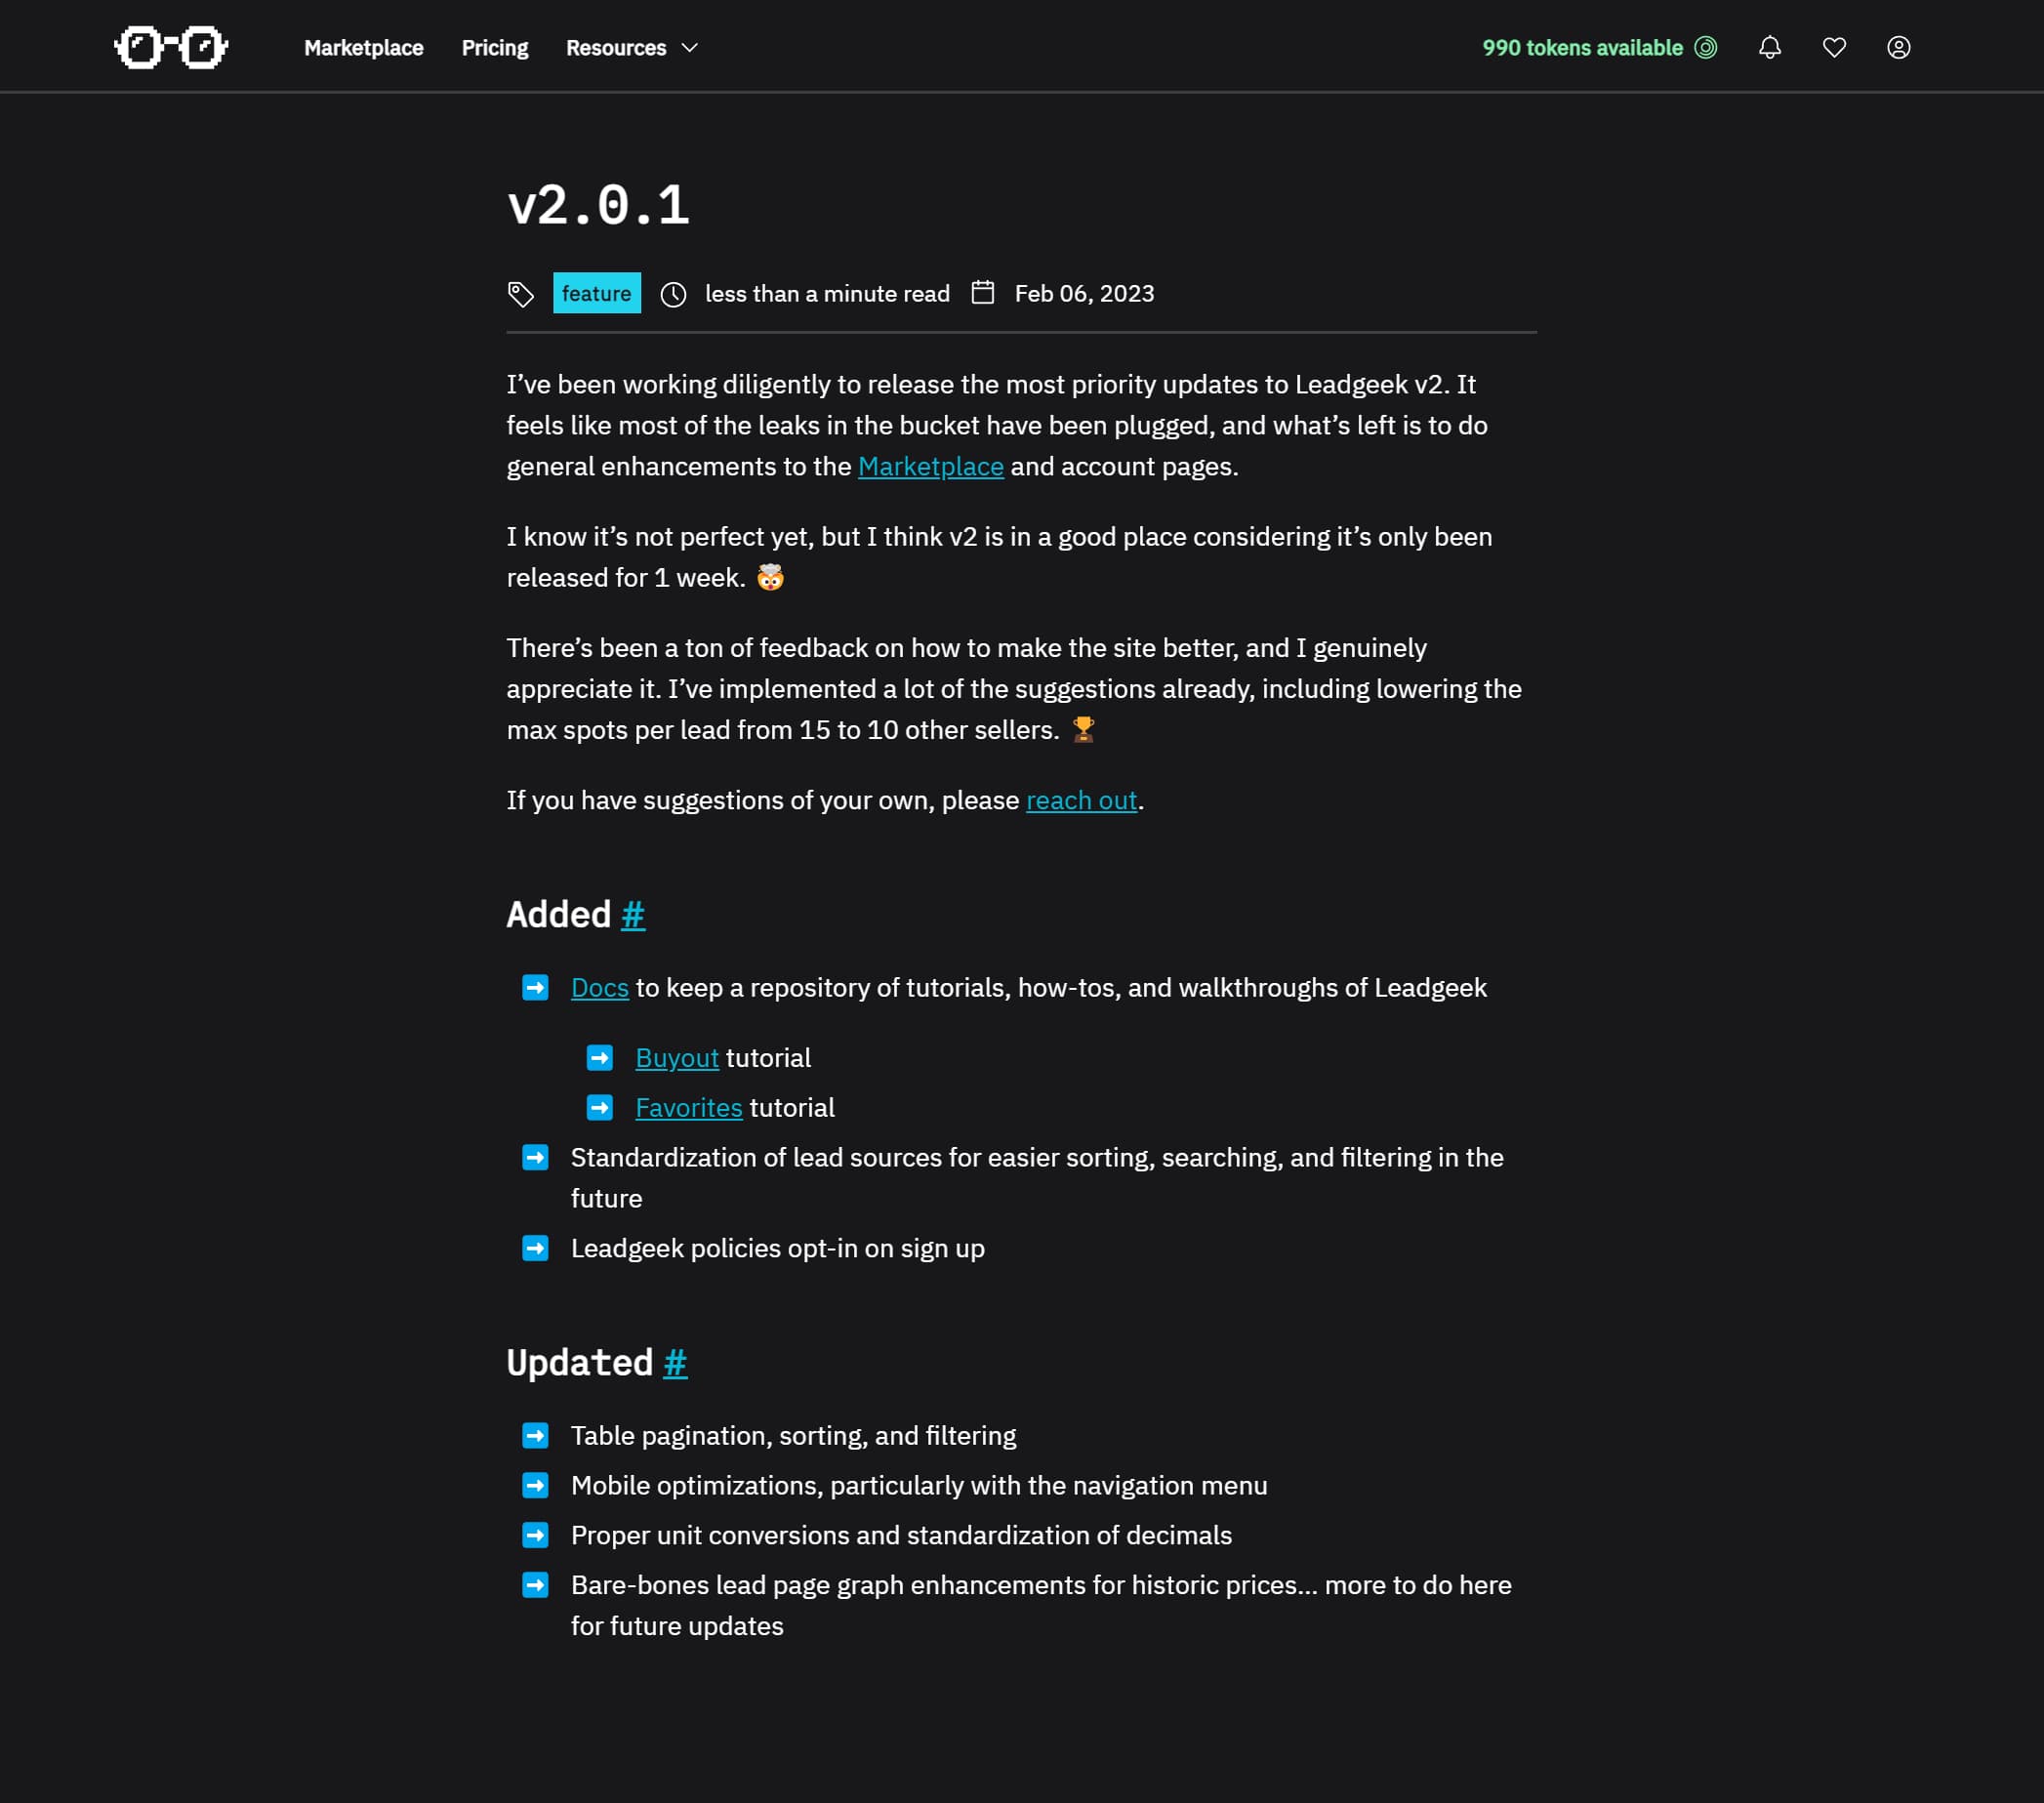 Marketplace Pricing Resources 990 tokens available
v2.0.1
feature less than a minute read Feb 06, 2023
I’ve been working diligently to release the most priority updates to Leadgeek v2. It
feels like most of the leaks in the bucket have been plugged, and what’s left is to do
general enhancements to the Marketplace and account pages.
I know it’s not perfect yet, but I think v2 is in a good place considering it’s only been
released for 1 week. 🤯
There’s been a ton of feedback on how to make the site better, and I genuinely
appreciate it. I’ve implemented a lot of the suggestions already, including lowering the
max spots per lead from 15 to 10 other sellers. 🏆
If you have suggestions of your own, please reach out.
Added #
➡️ Docs to keep a repository of tutorials, how-tos, and walkthroughs of Leadgeek
➡️ Buyout tutorial
➡️ Favorites tutorial
➡️ Standardization of lead sources for easier sorting, searching, and filtering in the
future
➡️ Leadgeek policies opt-in on sign up
Updated #
➡️ Table pagination, sorting, and filtering
➡️ Mobile optimizations, particularly with the navigation menu
➡️ Proper unit conversions and standardization of decimals
➡️ Bare-bones lead page graph enhancements for historic prices… more to do here
for future updates